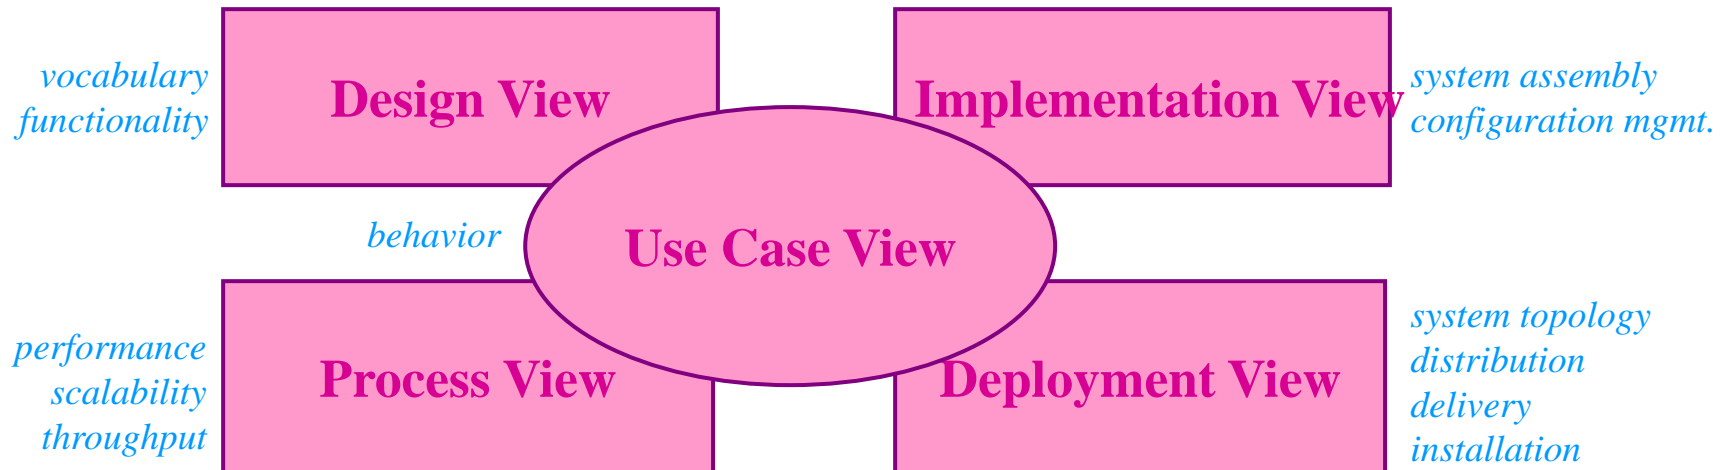 vocabulary
functionality
Design View
Implementation View
system assembly
configuration mgmt.
behavior
Use Case View
performance
scalability
throughput
Process View
Deployment View
system topology
distribution
delivery
installation